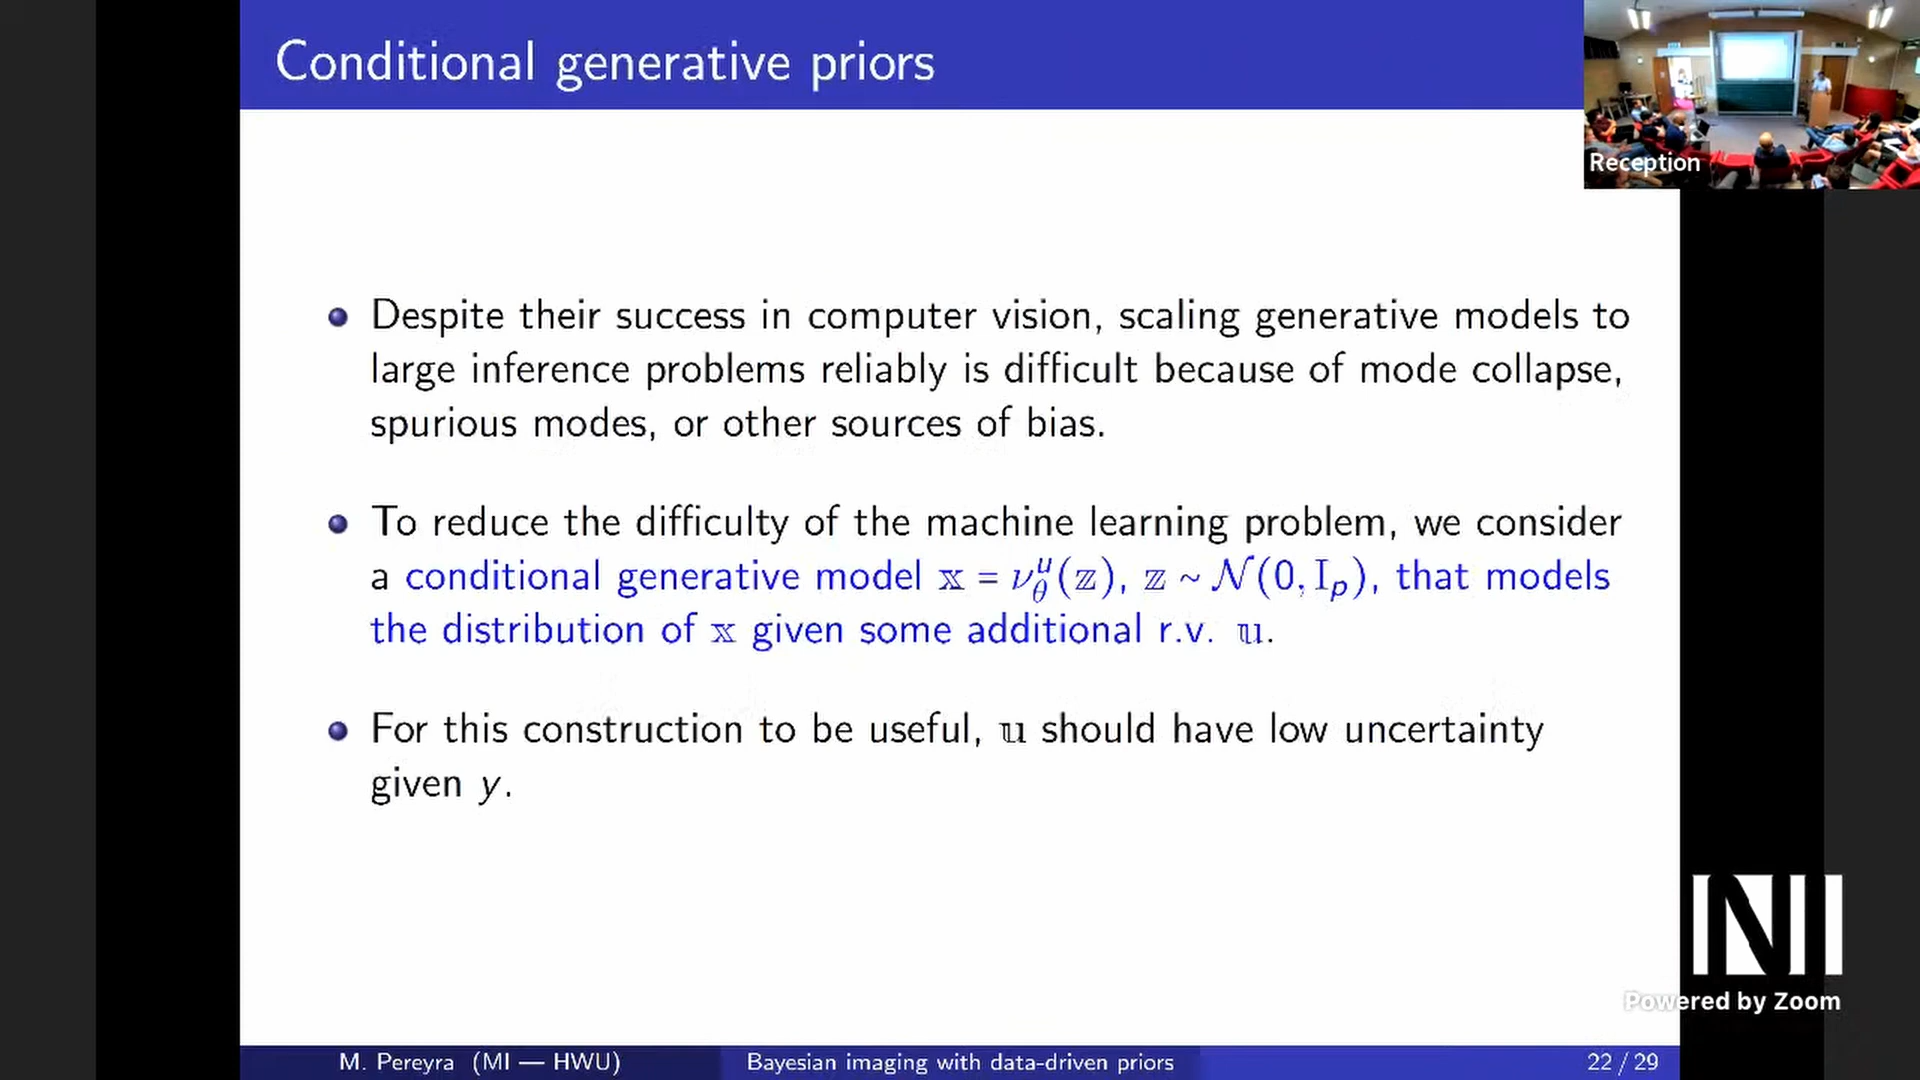 Conditional generative priors
Reception
Despite their success in computer vision, scaling generative models to
large inference problems reliably is difficult because of mode collapse,
spurious modes, or other sources of bias.
To reduce the difficulty of the machine learning problem, we consider
a conditional generative model 𝕩 = ν_θ^u(𝕫), 𝕫 ~ 𝒩(0, I_p), that models
the distribution of 𝕩 given some additional r.v. 𝕦.
For this construction to be useful, 𝕦 should have low uncertainty
given y.
NI
Powered by Zoom
M. Pereyra (MI — HWU)
Bayesian imaging with data-driven priors
22 / 29